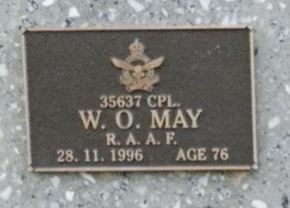 35637 CPL.
W. O. MAY
R. A. A. F.
28. 11. 1996 AGE 76